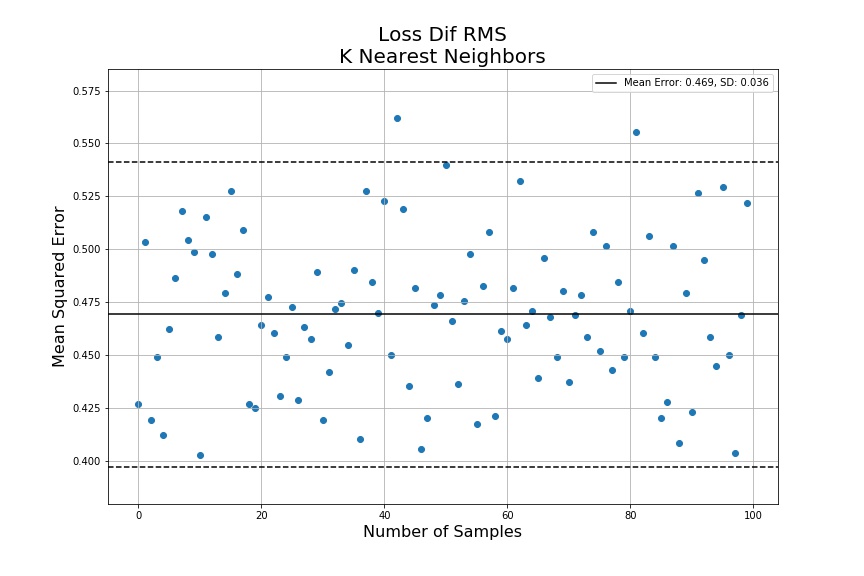 Loss Dif RMS
K Nearest Neighbors
Mean Error: 0.469, SD: 0.036
Mean Squared Error
0.575
0.550
0.525
0.500
0.475
0.450
0.425
0.400
0 20 40 60 80 100
Number of Samples